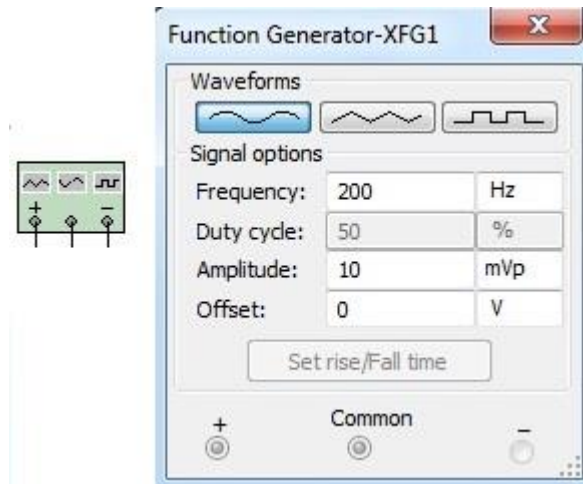 Function Generator-XFG1
Waveforms
Signal options
Frequency: 200 Hz
Duty cycle: 50 %
Amplitude: 10 mVp
Offset: 0 V
Set rise/Fall time
+ Common −
+ −